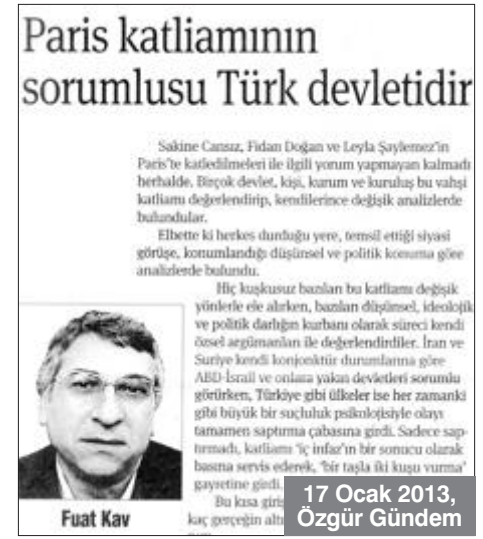 Paris katliamının
sorumlusu Türk devletidir
Sakine Cansız, Fidan Doğan ve Leyla Şaylemez'in
Paris'te katledilmeleri ile ilgili yorum yapmayan kalmadı
herhalde. Birçok devlet, kişi, kurum ve kuruluş bu vahşi
katliamı değerlendirip, kendilerince değişik analizlerde
bulundular.
Elbette ki herkes durduğu yere, temsil ettiği siyasi
görüşe, konumlandığı düşünsel ve politik konuma göre
analizlerde bulundu.
Hiç kuşkusuz bazıları bu katliamı değişik
yönlerle ele alırken, bazıları düşünsel, ideolojik
ve politik darlığın kurbanı olarak süreci kendi
özsel argümanları ile değerlendirdiler. İran ve
Suriye kendi konjonktür durumlarına göre
ABD-İsrail ve onlara yakın devletleri sorumlu
görürken, Türkiye gibi ülkeler ise her zamanki
gibi büyük bir suçluluk psikolojisiyle olayı
tamamen saptırma çabasına girdi. Sadece sap-
tırmadı, katliamı 'iç infaz'ın bir sonucu olarak
basına servis ederek, 'bir taşla iki kuşu vurma'
gayretine girdi.
Bu kısa giriş
kaç gerçeğin altı
Fuat Kav
17 Ocak 2013,
Özgür Gündem